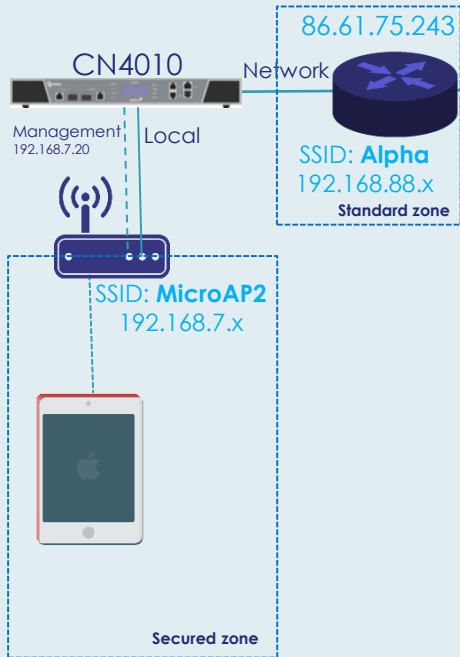 86.61.75.243
CN4010
Network
Management
192.168.7.20
Local
SSID: Alpha
192.168.88.x
Standard zone
SSID: MicroAP2
192.168.7.x
Secured zone